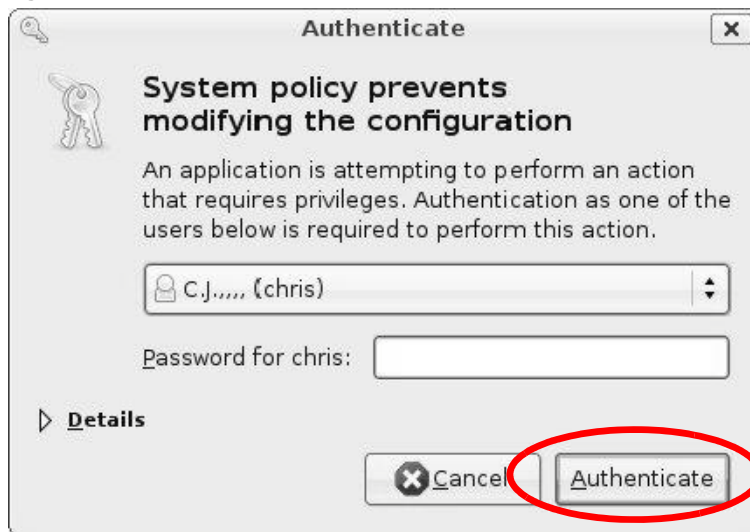 Authenticate
System policy prevents
modifying the configuration
An application is attempting to perform an action
that requires privileges. Authentication as one of the
users below is required to perform this action.
C.J.,,,,, (chris)
Password for chris:
Details
Cancel
Authenticate